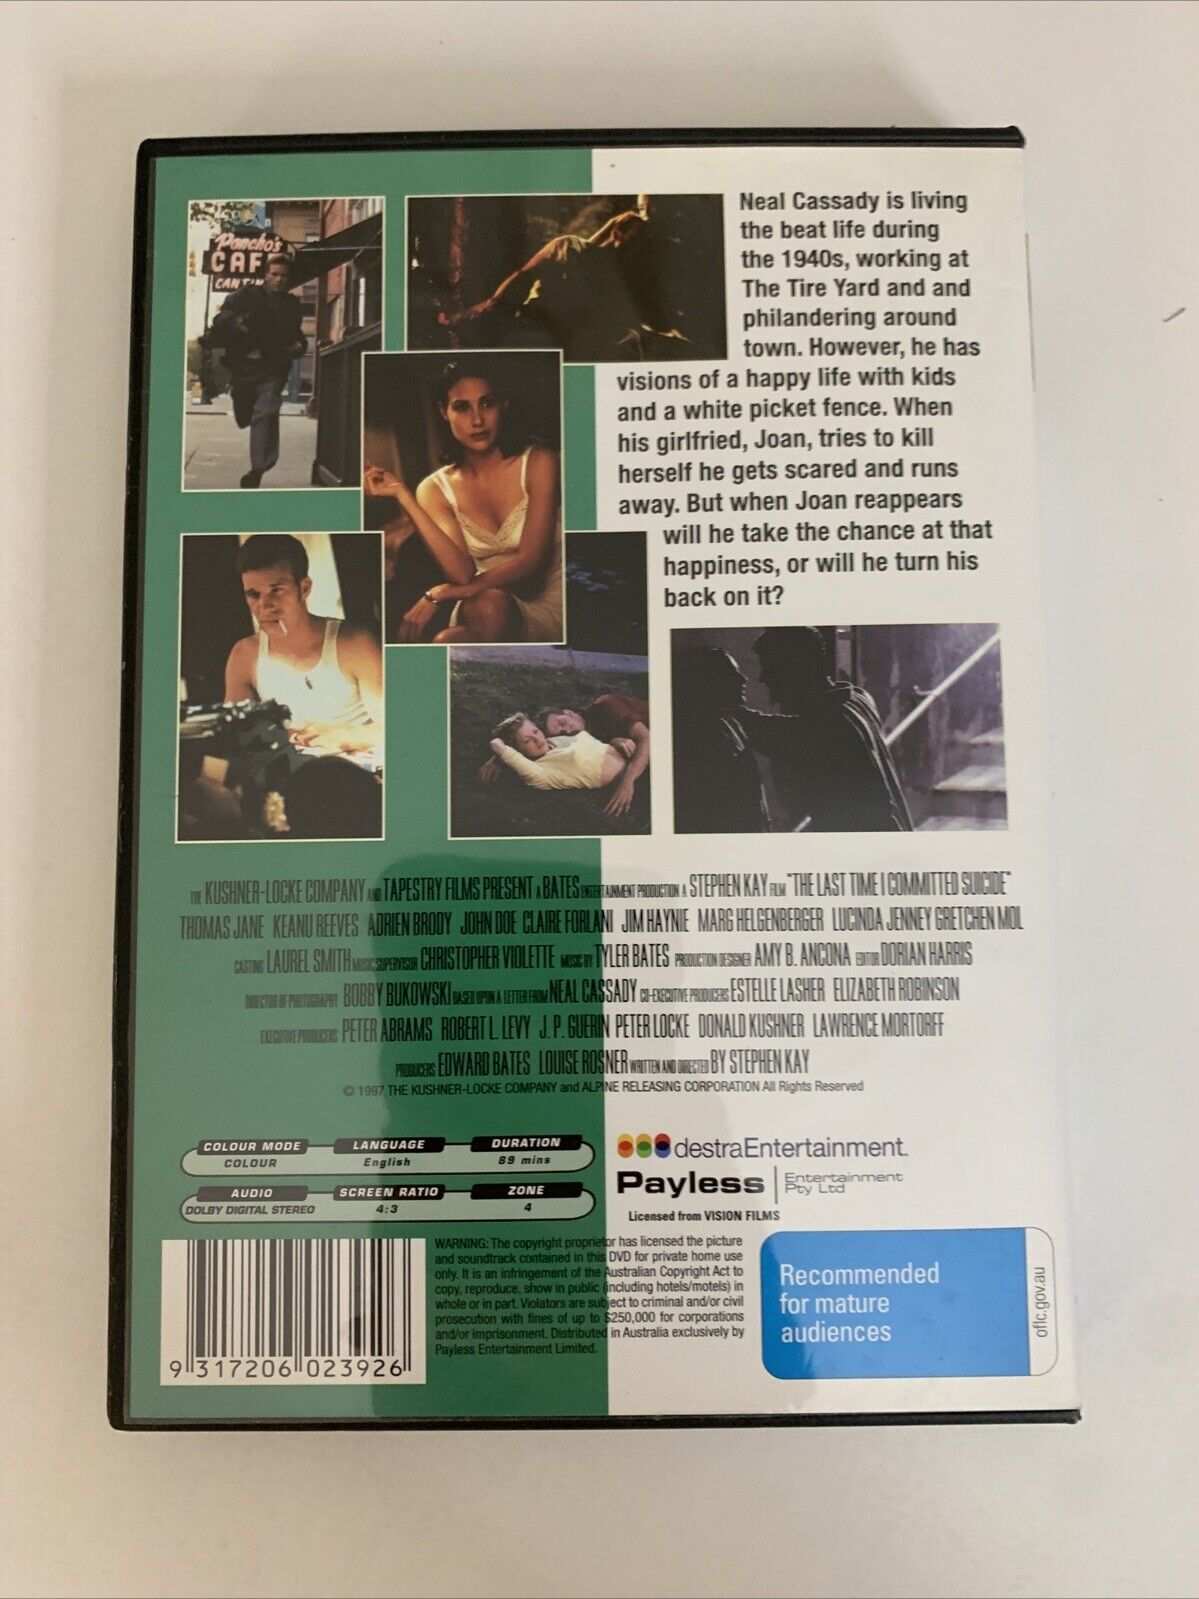 Pancho's
CAF
CANTIN
Neal Cassady is living
the beat life during
the 1940s, working at
The Tire Yard and and
philandering around
town. However, he has
visions of a happy life with kids
and a white picket fence. When
his girlfried, Joan, tries to kill
herself he gets scared and runs
away. But when Joan reappears
will he take the chance at that
happiness, or will he turn his
back on it?
THE KUSHNER-LOCKE COMPANY AND TAPESTRY FILMS PRESENT A BATES ENTERTAINMENT PRODUCTION A STEPHEN KAY FILM "THE LAST TIME I COMMITTED SUICIDE"
THOMAS JANE KEANU REEVES ADRIEN BRODY JOHN DOE CLAIRE FORLANI JIM HAYNIE MARG HELGENBERGER LUCINDA JENNEY GRETCHEN MOL
CASTING LAUREL SMITH MUSIC SUPERVISOR CHRISTOPHER VIOLETTE MUSIC BY TYLER BATES PRODUCTION DESIGNER AMY B. ANCONA EDITOR DORIAN HARRIS
DIRECTOR OF PHOTOGRAPHY BOBBY BUKOWSKI BASED UPON A LETTER FROM NEAL CASSADY CO-EXECUTIVE PRODUCERS ESTELLE LASHER ELIZABETH ROBINSON
EXECUTIVE PRODUCERS PETER ABRAMS ROBERT L. LEVY J. P. GUERIN PETER LOCKE DONALD KUSHNER LAWRENCE MORTORFF
PRODUCERS EDWARD BATES LOUISE ROSNER WRITTEN AND DIRECTED BY STEPHEN KAY
© 1997 THE KUSHNER-LOCKE COMPANY and ALPINE RELEASING CORPORATION All Rights Reserved
COLOUR MODE LANGUAGE DURATION
COLOUR English 89 mins
AUDIO SCREEN RATIO ZONE
DOLBY DIGITAL STEREO 4:3 4
destraEntertainment.
Payless Entertainment
Pty Ltd
Licensed from VISION FILMS
WARNING: The copyright proprietor has licensed the picture
and soundtrack contained in this DVD for private home use
only. It is an infringement of the Australian Copyright Act to
copy, reproduce, show in public (including hotels/motels) in
whole or in part. Violators are subject to criminal and/or civil
prosecution with fines of up to $250,000 for corporations
and/or imprisonment. Distributed in Australia exclusively by
Payless Entertainment Limited.
9 317206 023926
Recommended
for mature
audiences
oflc.gov.au